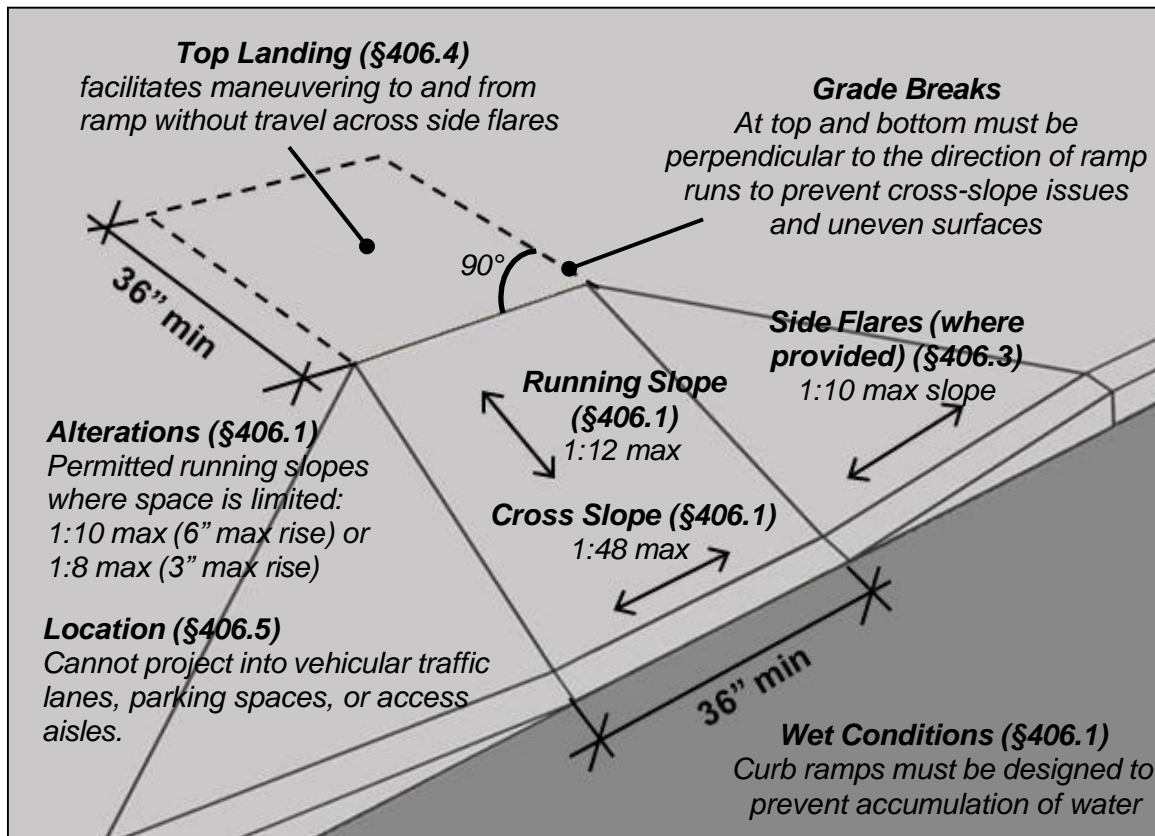 Top Landing (§406.4)
facilitates maneuvering to and from
ramp without travel across side flares
Grade Breaks
At top and bottom must be
perpendicular to the direction of ramp
runs to prevent cross-slope issues
and uneven surfaces
90°
36” min
Side Flares (where
provided) (§406.3)
1:10 max slope
Running Slope
(§406.1)
1:12 max
Alterations (§406.1)
Permitted running slopes
where space is limited:
1:10 max (6” max rise) or
1:8 max (3” max rise)
Cross Slope (§406.1)
1:48 max
Location (§406.5)
Cannot project into vehicular traffic
lanes, parking spaces, or access
aisles.
36” min
Wet Conditions (§406.1)
Curb ramps must be designed to
prevent accumulation of water